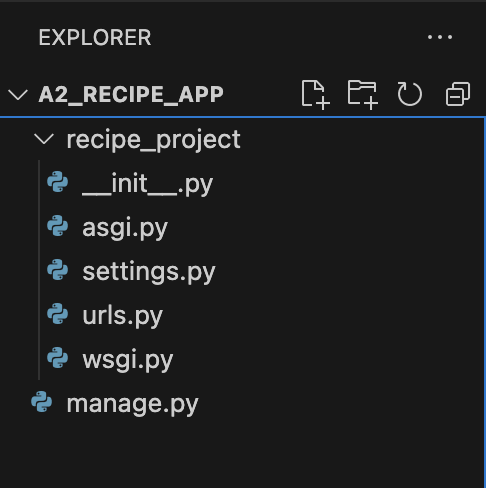 EXPLORER
A2_RECIPE_APP
recipe_project
__init__.py
asgi.py
settings.py
urls.py
wsgi.py
manage.py